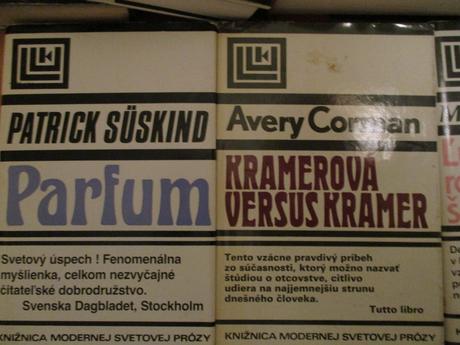 PATRICK SÜSKIND
Parfum
Svetový úspech ! Fenomenálna
myšlienka, celkom nezvyčajné
čitateľské dobrodružstvo.
Svenska Dagbladet, Stockholm
KNIŽNICA MODERNEJ SVETOVEJ PRÓZY
Avery Corman
KRAMEROVÁ
VERSUS KRAMER
Tento vzácne pravdivý príbeh
zo súčasnosti, ktorý možno nazvať
štúdiou o otcovstve, citlivo
udiera na najjemnejšiu strunu
dnešného človeka.
Tutto libro
KNIŽNICA MODERNEJ SVETOVEJ PRÓZY